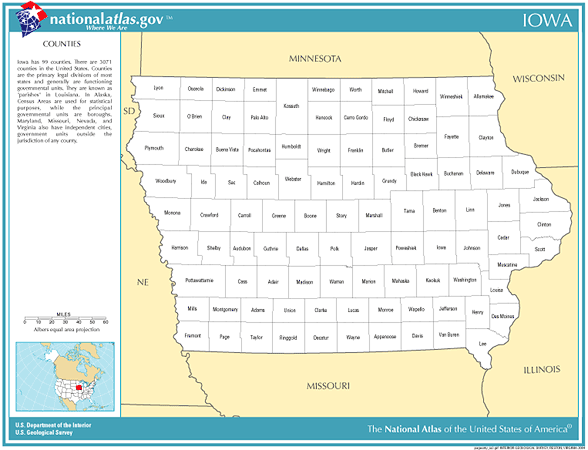 nationalatlas.gov™
Where We Are
IOWA
COUNTIES
Iowa has 99 counties. There are 3071
counties in the United States. Counties
are the primary legal divisions of most
states and generally are functioning
governmental units. They are known as
'parishes' in Louisiana. In Alaska,
Census Areas are used for statistical
purposes, while the principal
governmental units are boroughs.
Maryland, Missouri, Nevada, and
Virginia also have independent cities,
government units outside the
jurisdiction of any county.
MINNESOTA
WISCONSIN
SD
NE
MISSOURI
ILLINOIS
Lyon Osceola Dickinson Emmet Kossuth Winnebago Worth Mitchell Howard Winneshiek Allamakee
Sioux O'Brien Clay Palo Alto Hancock Cerro Gordo Floyd Chickasaw
Fayette Clayton
Plymouth Cherokee Buena Vista Pocahontas Humboldt Wright Franklin Butler Bremer
Woodbury Ida Sac Calhoun Webster Hamilton Hardin Grundy Black Hawk Buchanan Delaware Dubuque
Monona Crawford Carroll Greene Boone Story Marshall Tama Benton Linn Jones Jackson
Clinton
Harrison Shelby Audubon Guthrie Dallas Polk Jasper Poweshiek Iowa Johnson Cedar Scott
Muscatine
Pottawattamie Cass Adair Madison Warren Marion Mahaska Keokuk Washington
Louisa
Mills Montgomery Adams Union Clarke Lucas Monroe Wapello Jefferson Henry Des Moines
Fremont Page Taylor Ringgold Decatur Wayne Appanoose Davis Van Buren Lee
MILES
0 20 40 60
Albers equal area projection
U.S. Department of the Interior
U.S. Geological Survey
The National Atlas of the United States of America®